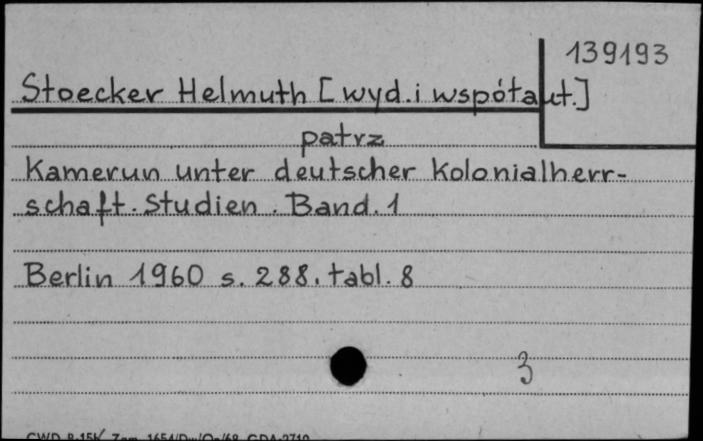 139193
Stoecker Helmuth [wyd. i współaut.]
patrz
Kamerun unter deutscher Kolonialherr-
schaft. Studien. Band. 1
Berlin 1960 s. 288. tabl. 8
3